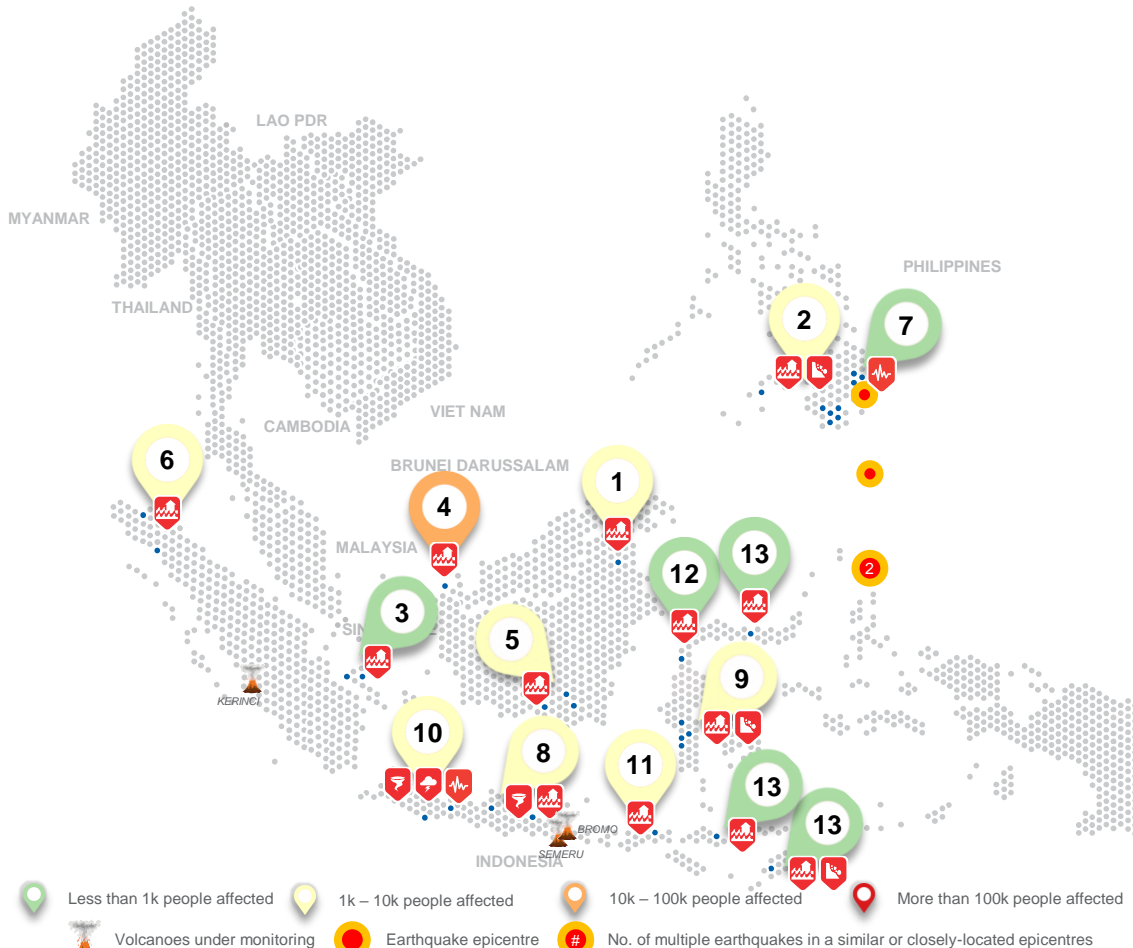 LAO PDR
MYANMAR
PHILIPPINES
THAILAND
2
7
VIET NAM
CAMBODIA
6
BRUNEI DARUSSALAM
1
4
MALAYSIA
13
12
2
3
5
9
KERINCI
10
8
11
13
13
BROMO
SEMERU
INDONESIA
Less than 1k people affected
1k – 10k people affected
10k – 100k people affected
More than 100k people affected
Volcanoes under monitoring
Earthquake epicentre
# No. of multiple earthquakes in a similar or closely-located epicentres